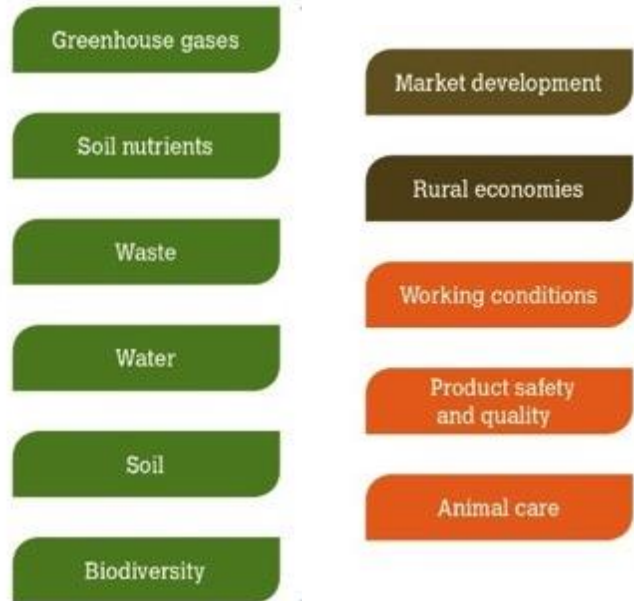 Greenhouse gases
Soil nutrients
Waste
Water
Soil
Biodiversity
Market development
Rural economies
Working conditions
Product safety
and quality
Animal care